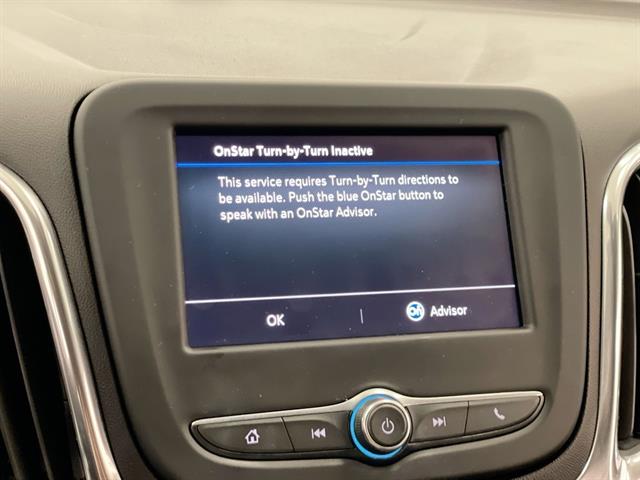 OnStar Turn-by-Turn Inactive
This service requires Turn-by-Turn directions to
be available. Push the blue OnStar button to
speak with an OnStar Advisor.
OK | On Advisor